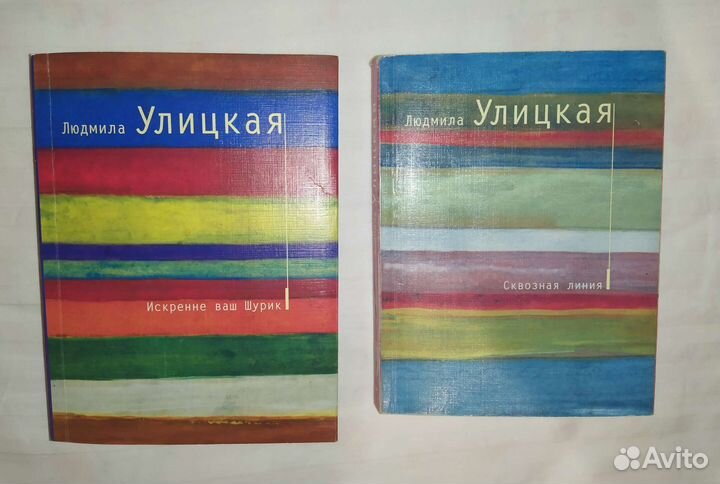 Людмила Улицкая
Искренне ваш Шурик
Людмила Улицкая
Сквозная линия
Avito